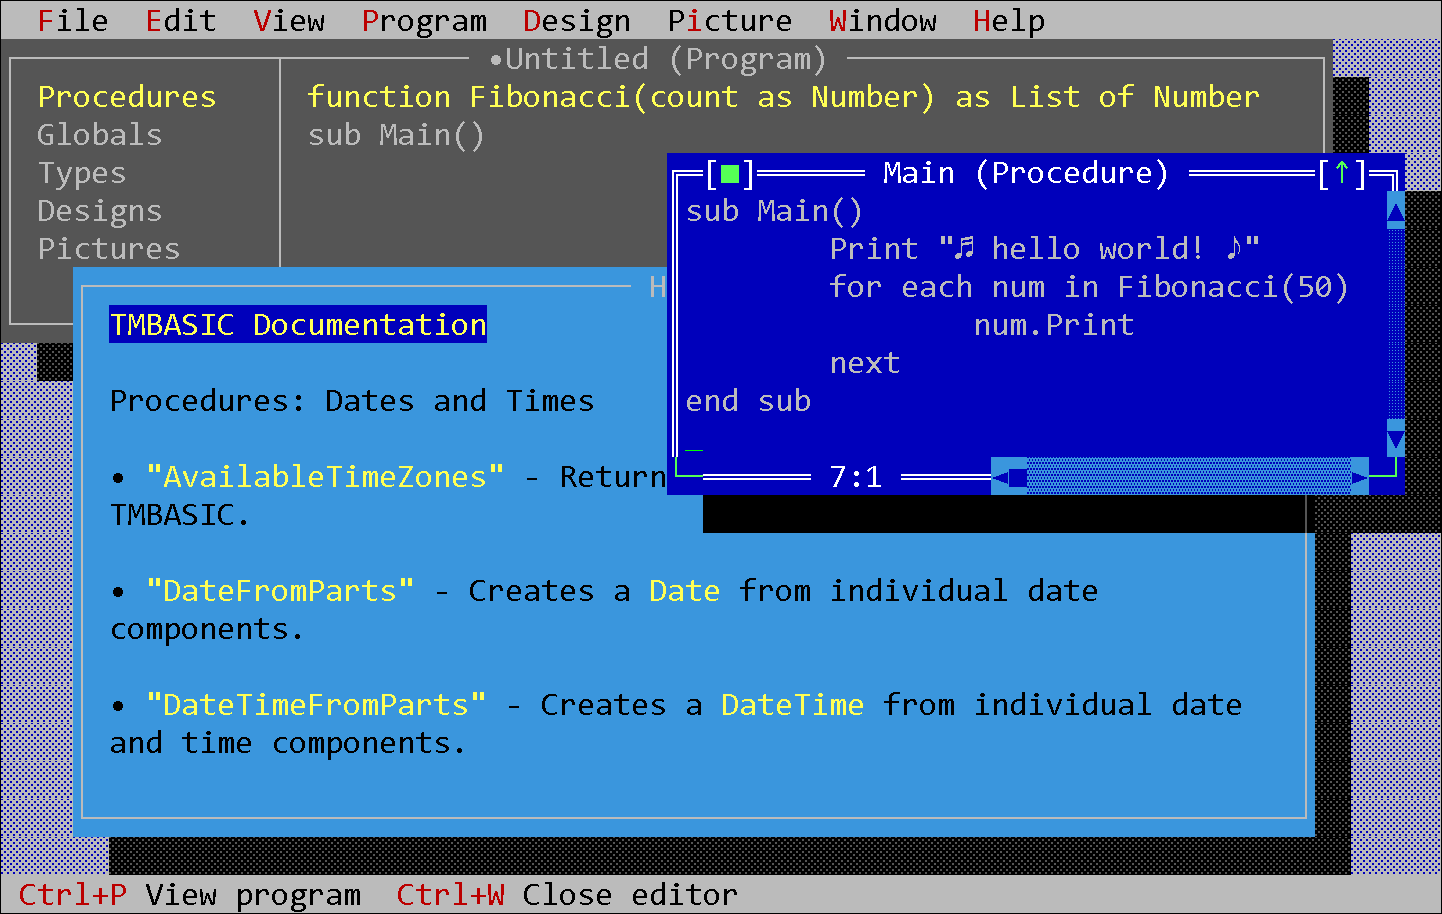 File Edit View Program Design Picture Window Help
•Untitled (Program)
Procedures
Globals
Types
Designs
Pictures
function Fibonacci(count as Number) as List of Number
sub Main()
[■] Main (Procedure) [↑]
sub Main()
Print "♬ hello world! ♪"
for each num in Fibonacci(50)
num.Print
next
end sub
7:1
H
TMBASIC Documentation
Procedures: Dates and Times
• "AvailableTimeZones" - Return
TMBASIC.
• "DateFromParts" - Creates a Date from individual date
components.
• "DateTimeFromParts" - Creates a DateTime from individual date
and time components.
Ctrl+P View program Ctrl+W Close editor